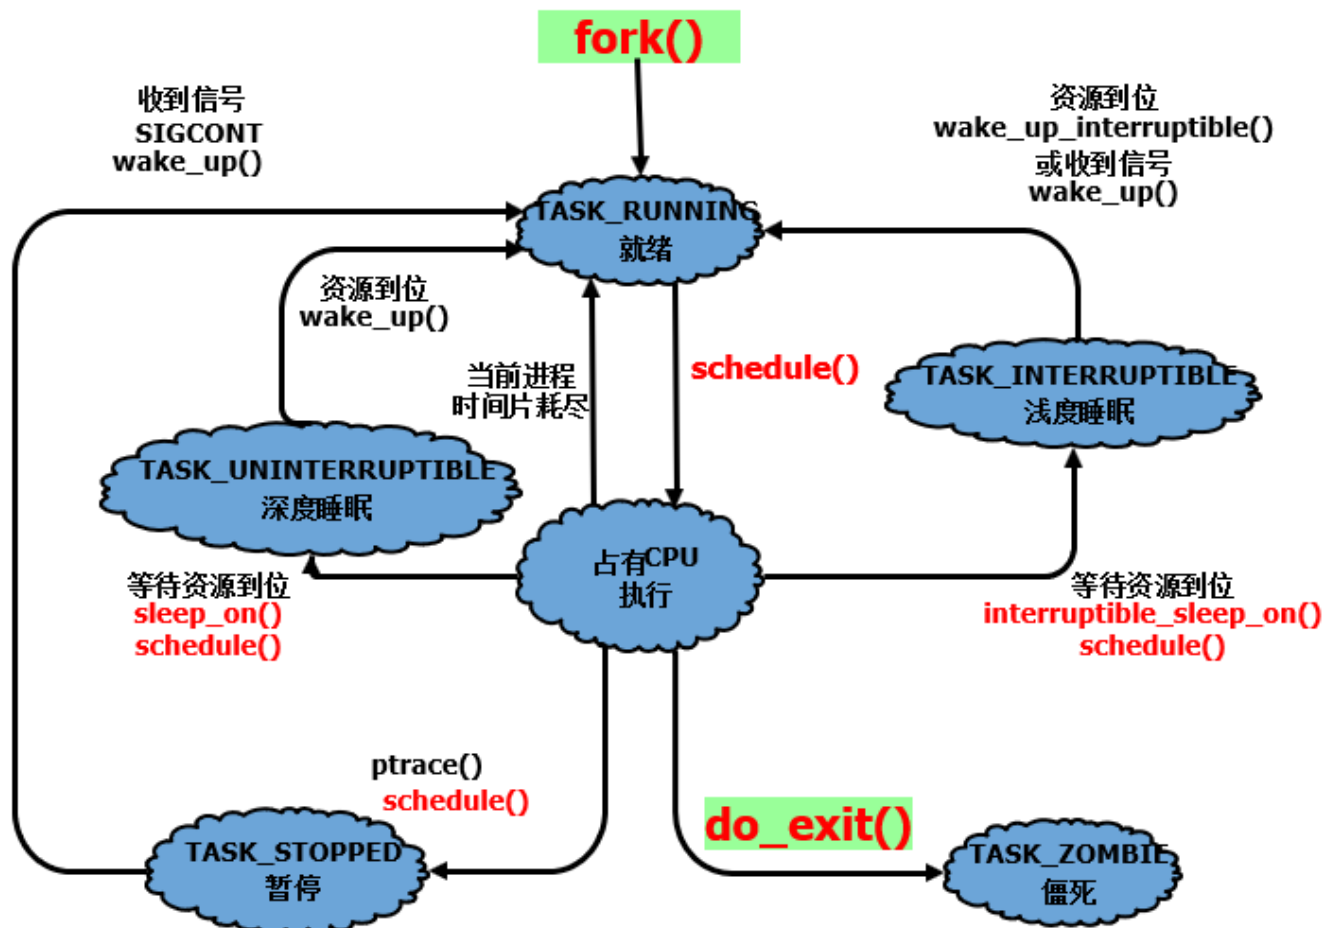 fork()
收到信号
SIGCONT
wake_up()
资源到位
wake_up_interruptible()
或收到信号
wake_up()
TASK_RUNNING
就绪
资源到位
wake_up()
当前进程
时间片耗尽
schedule()
TASK_INTERRUPTIBLE
浅度睡眠
TASK_UNINTERRUPTIBLE
深度睡眠
占有CPU
执行
等待资源到位
sleep_on()
schedule()
等待资源到位
interruptible_sleep_on()
schedule()
ptrace()
schedule()
do_exit()
TASK_STOPPED
暂停
TASK_ZOMBIE
僵死